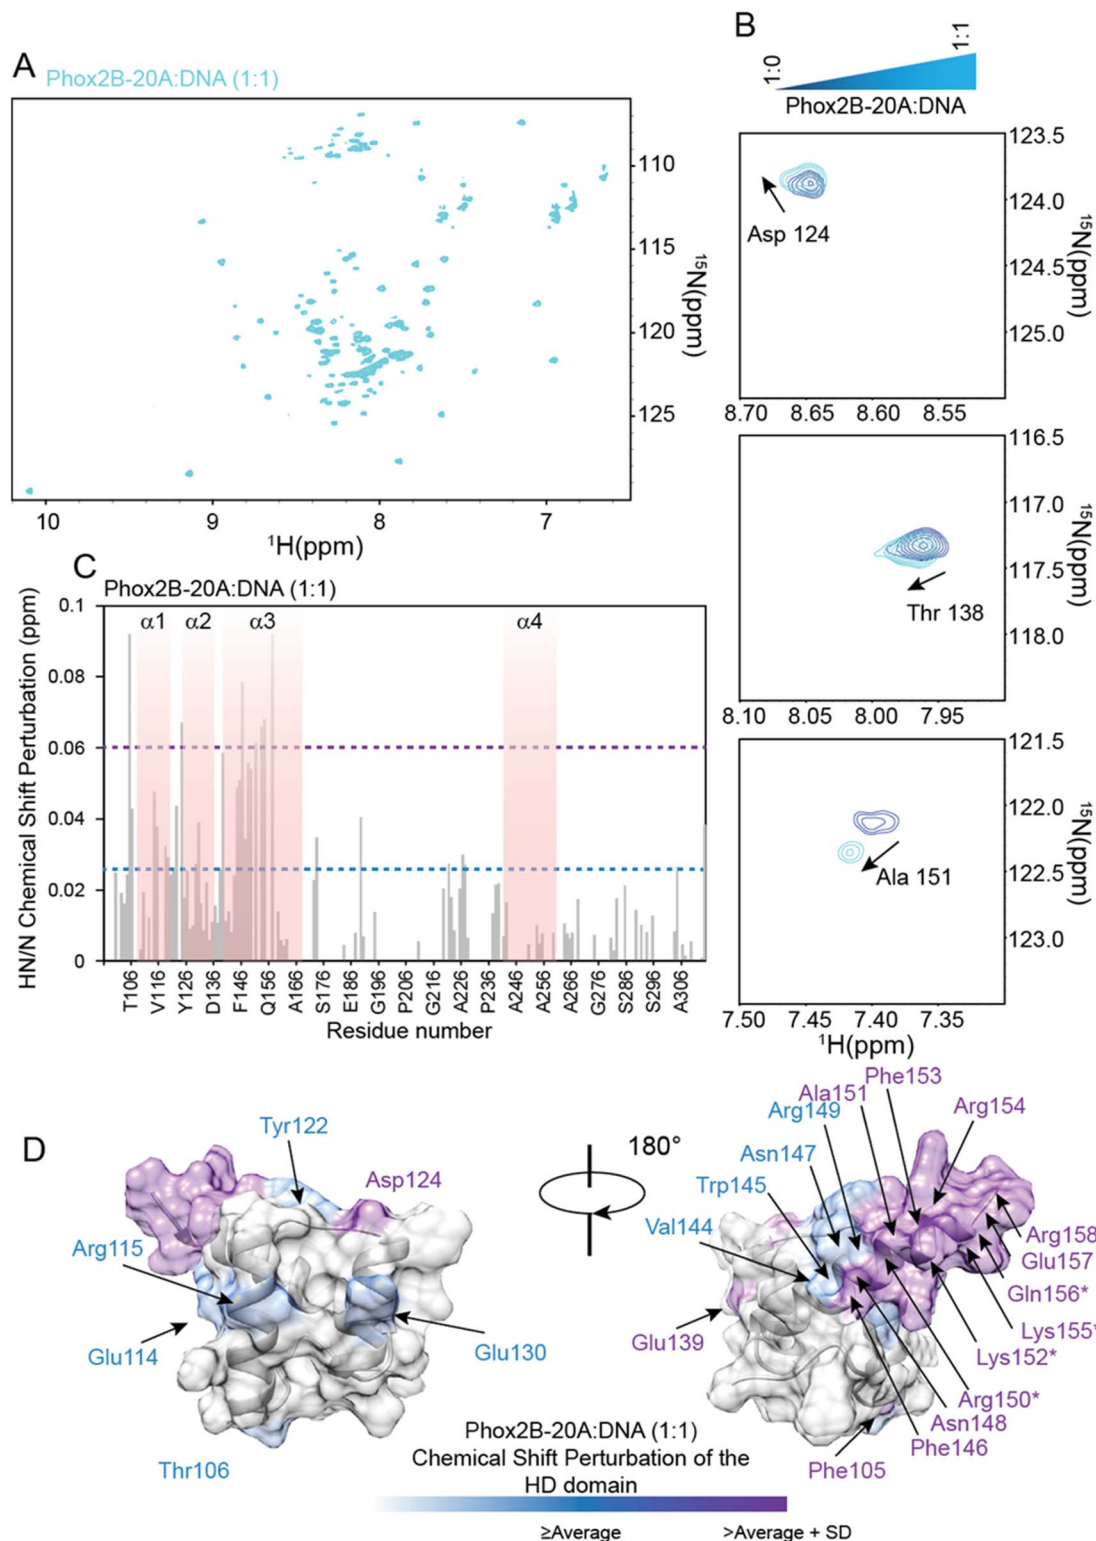 A
Phox2B-20A:DNA (1:1)
110
115
120
125
15N(ppm)
10
9
8
7
1H(ppm)
B
1:0
1:1
Phox2B-20A:DNA
123.5
124.0
124.5
125.0
15N(ppm)
Asp 124
8.70
8.65
8.60
8.55
116.5
117.0
117.5
118.0
15N(ppm)
Thr 138
8.10
8.05
8.00
7.95
121.5
122.0
122.5
123.0
15N(ppm)
Ala 151
7.50
7.45
7.40
7.35
1H(ppm)
C
Phox2B-20A:DNA (1:1)
HN/N Chemical Shift Perturbation (ppm)
0.1
0.08
0.06
0.04
0.02
0
α1
α2
α3
α4
T106
V116
Y126
D136
F146
Q156
A166
S176
E186
G196
P206
G216
A226
P236
A246
A256
A266
G276
S286
S296
A306
Residue number
D
Tyr122
Asp124
Arg115
Glu114
Glu130
Thr106
180°
Phe153
Ala151
Arg149
Arg154
Asn147
Trp145
Val144
Arg158
Glu157
Gln156*
Glu139
Lys155*
Lys152*
Arg150*
Asn148
Phe146
Phe105
Phox2B-20A:DNA (1:1)
Chemical Shift Perturbation of the
HD domain
≥Average
>Average + SD